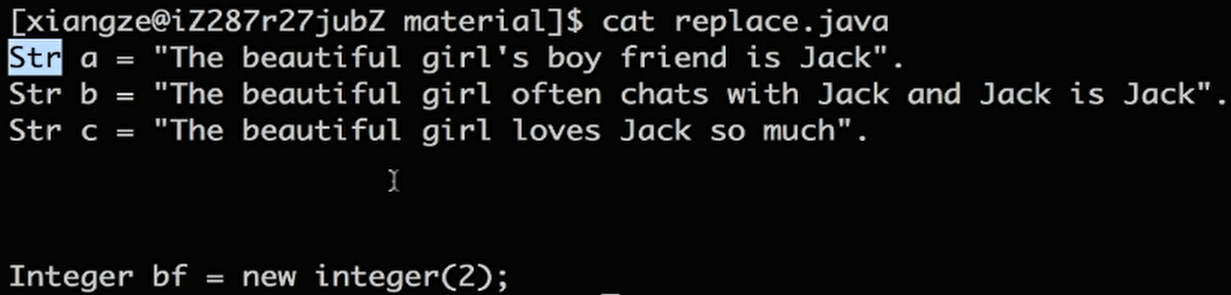 [xiangze@iZ287r27jubZ material]$ cat replace.java
Str a = "The beautiful girl's boy friend is Jack".
Str b = "The beautiful girl often chats with Jack and Jack is Jack".
Str c = "The beautiful girl loves Jack so much".
Integer bf = new integer(2);